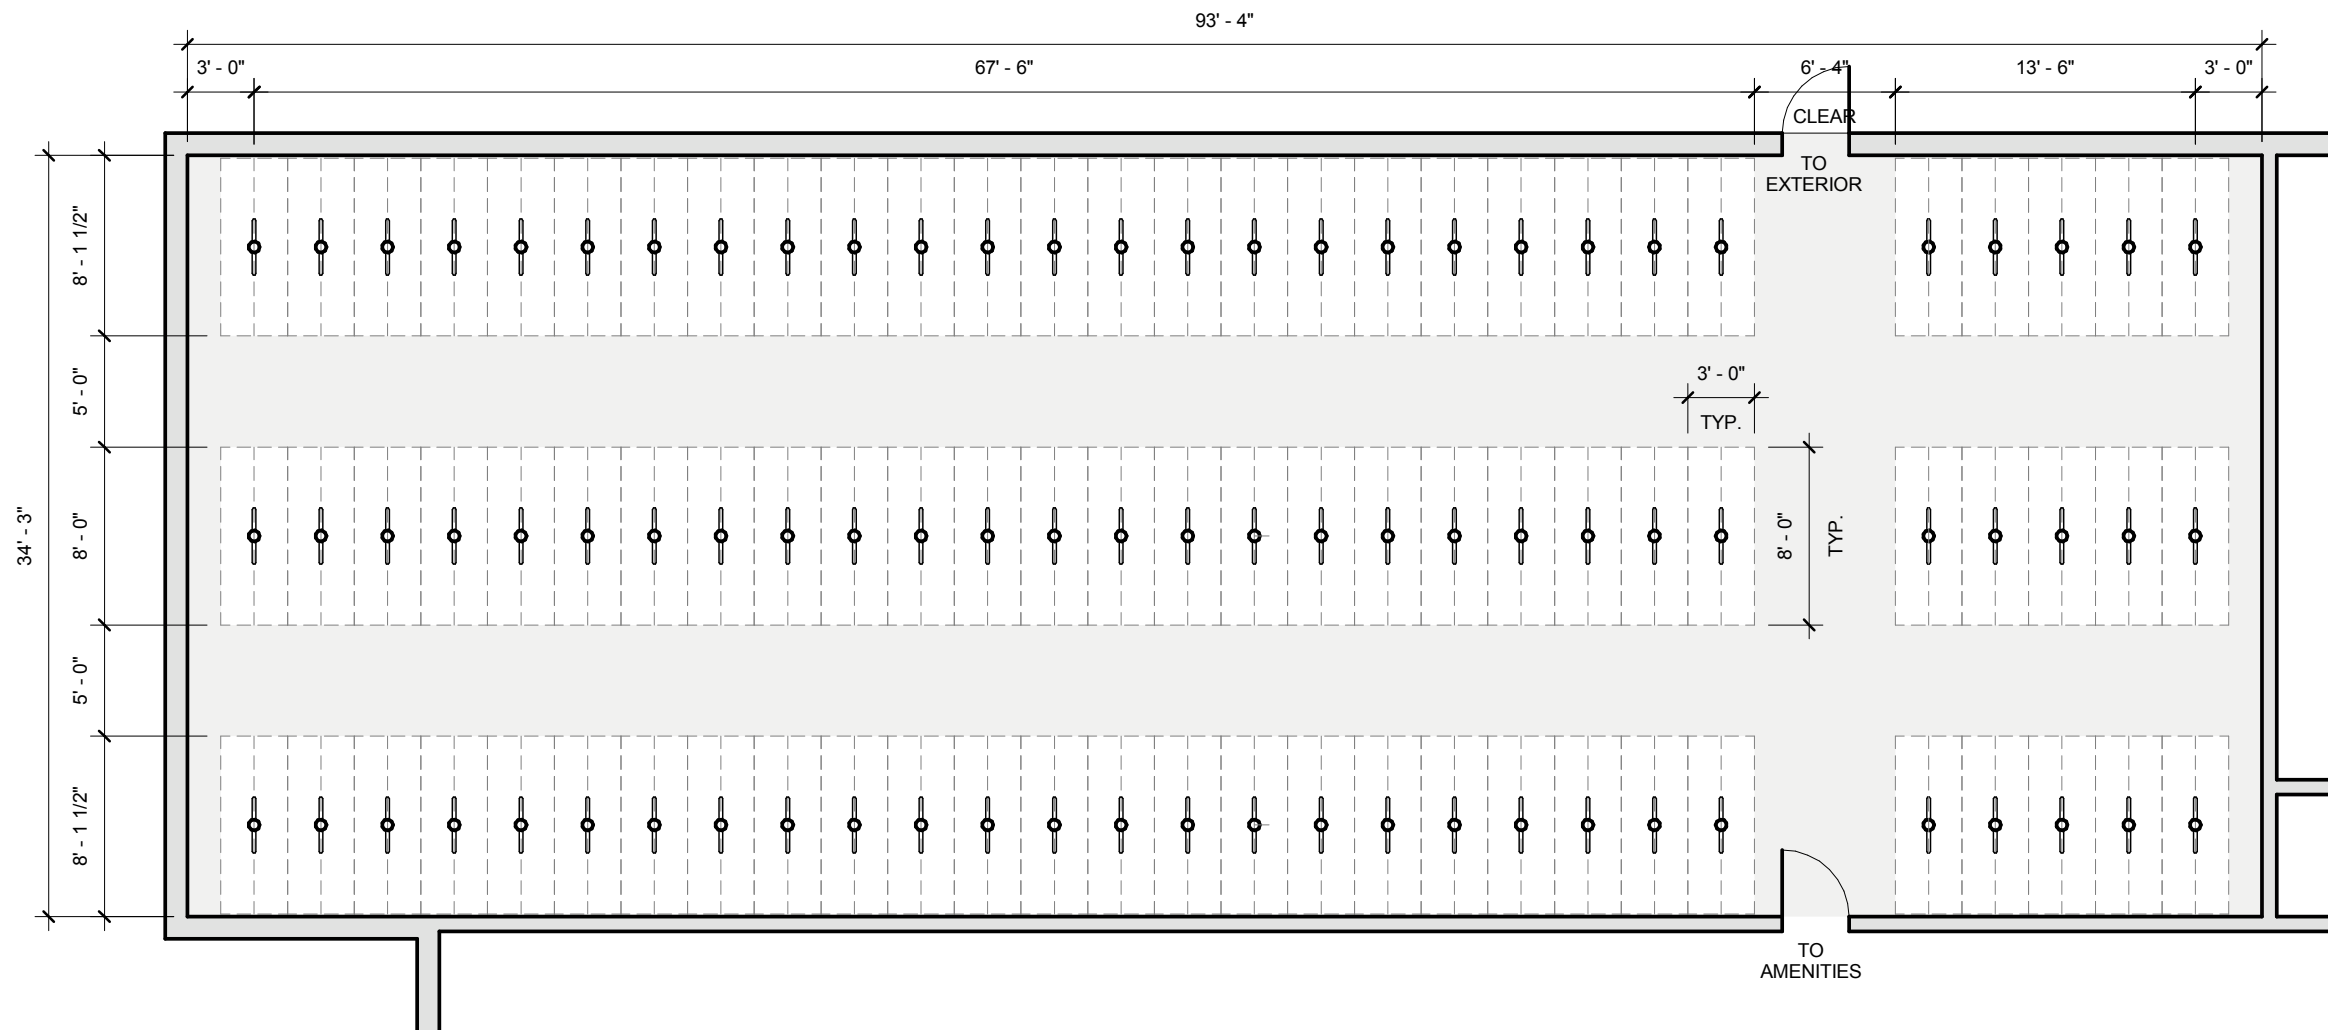 93' - 4"
3' - 0"
67' - 6"
6' - 4"
13' - 6"
3' - 0"
CLEAR
TO
EXTERIOR
8' - 1 1/2"
5' - 0"
3' - 0"
TYP.
34' - 3"
8' - 0"
8' - 0"
TYP.
5' - 0"
8' - 1 1/2"
TO
AMENITIES